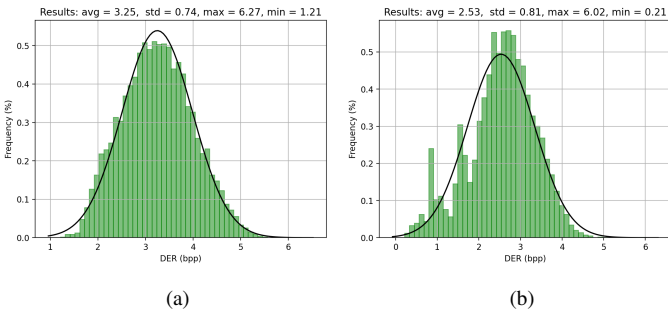 Results: avg = 3.25, std = 0.74, max = 6.27, min = 1.21
Frequency (%)
0.5
0.4
0.3
0.2
0.1
0.0
1 2 3 4 5 6
DER (bpp)
(a)
Results: avg = 2.53, std = 0.81, max = 6.02, min = 0.21
Frequency (%)
0.5
0.4
0.3
0.2
0.1
0.0
0 1 2 3 4 5 6
DER (bpp)
(b)